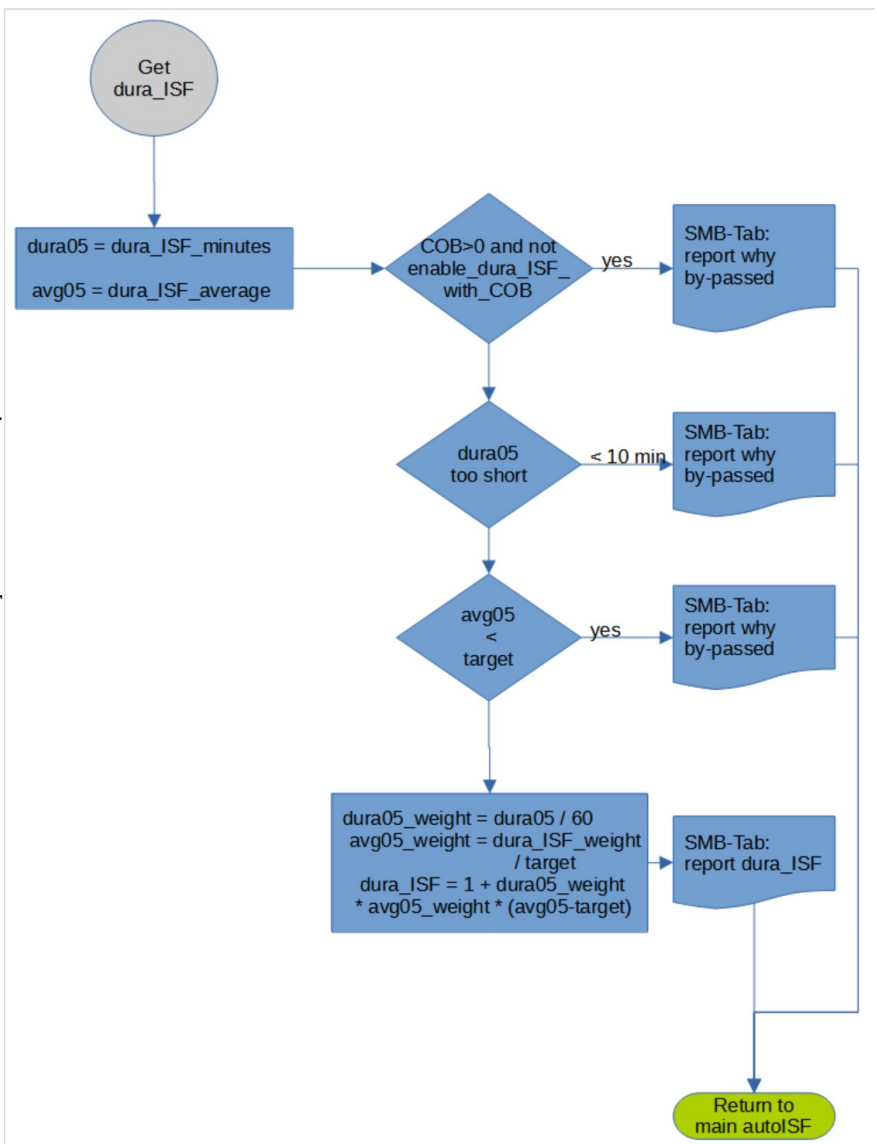 Get
dura_ISF
dura05 = dura_ISF_minutes
avg05 = dura_ISF_average
COB>0 and not
enable_dura_ISF_
with_COB
yes
SMB-Tab:
report why
by-passed
dura05
too short
< 10 min
SMB-Tab:
report why
by-passed
avg05
<
target
yes
SMB-Tab:
report why
by-passed
dura05_weight = dura05 / 60
avg05_weight = dura_ISF_weight
/ target
dura_ISF = 1 + dura05_weight
* avg05_weight * (avg05-target)
SMB-Tab:
report dura_ISF
Return to
main autoISF